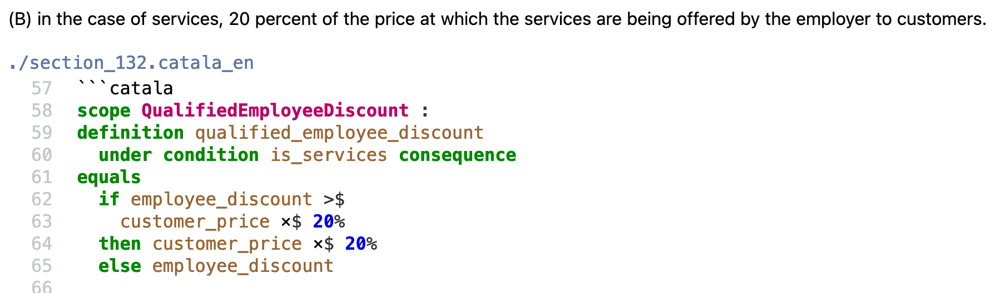 (B) in the case of services, 20 percent of the price at which the services are being offered by the employer to customers.
./section_132.catala_en
57 ```catala
58 scope QualifiedEmployeeDiscount :
59 definition qualified_employee_discount
60 under condition is_services consequence
61 equals
62 if employee_discount >$
63 customer_price ×$ 20%
64 then customer_price ×$ 20%
65 else employee_discount
66